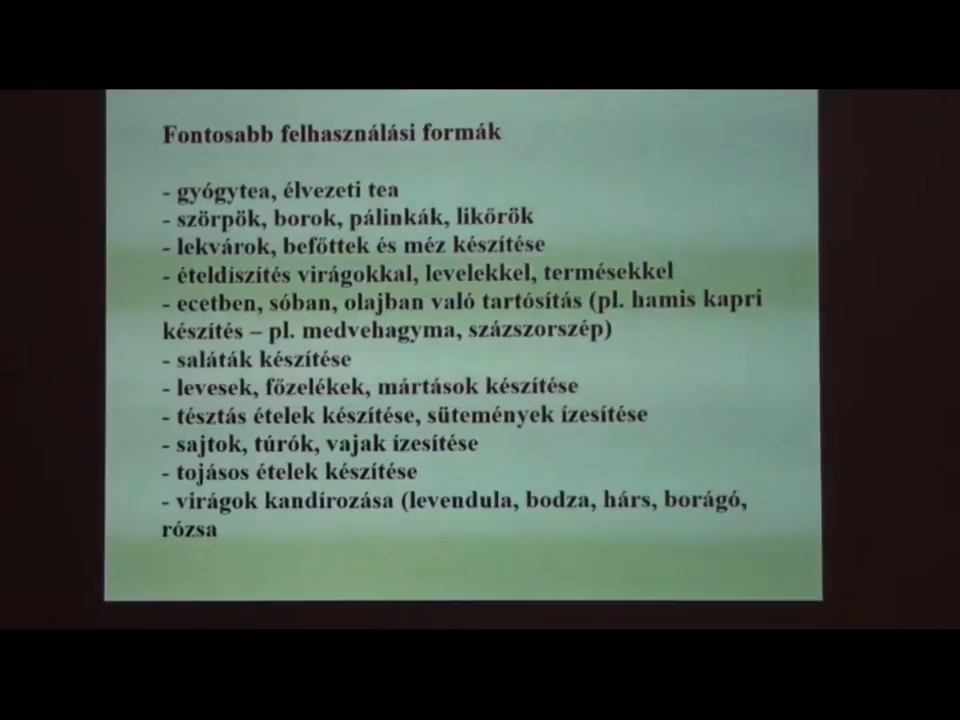 Fontosabb felhasználási formák
- gyógytea, élvezeti tea
- szörpök, borok, pálinkák, likőrök
- lekvárok, befőttek és méz készítése
- ételdíszítés virágokkal, levelekkel, termésekkel
- ecetben, sóban, olajban való tartósítás (pl. hamis kapri
készítés – pl. medvehagyma, százszorszép)
- saláták készítése
- levesek, főzelékek, mártások készítése
- tésztás ételek készítése, sütemények ízesítése
- sajtok, túrók, vajak ízesítése
- tojásos ételek készítése
- virágok kandírozása (levendula, bodza, hárs, borágó,
rózsa